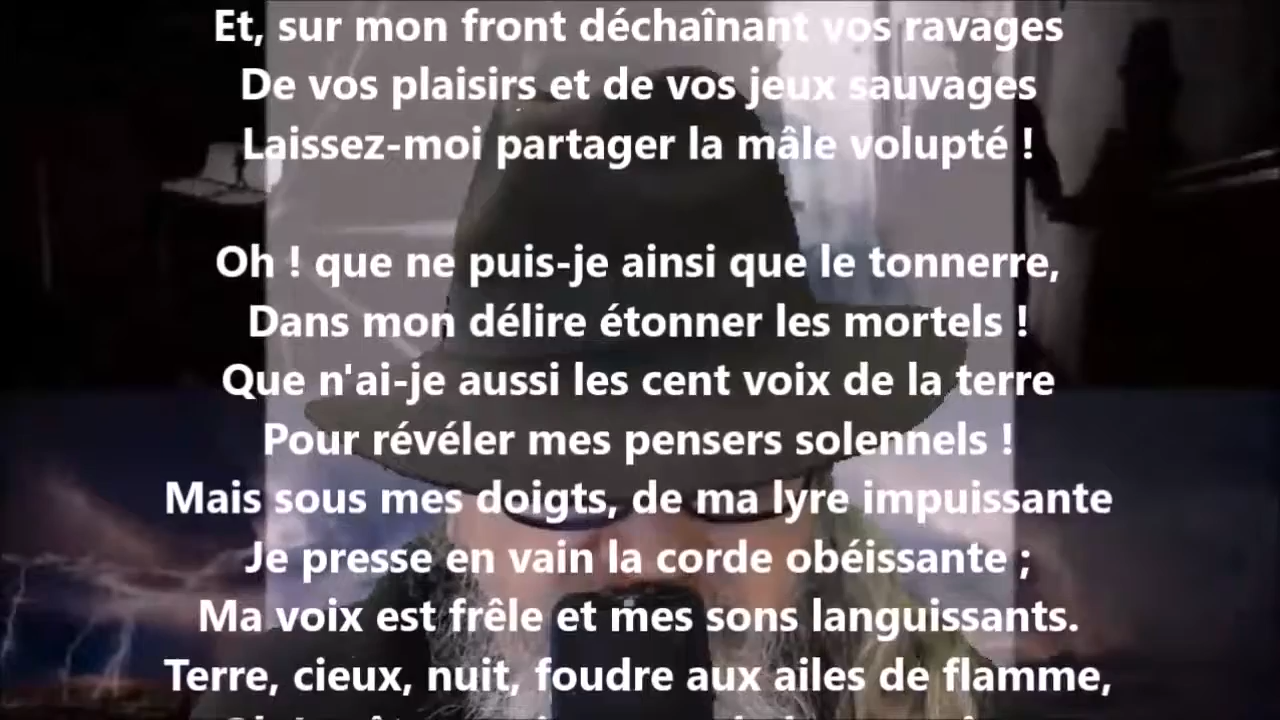 Et, sur mon front déchaînant vos ravages
De vos plaisirs et de vos jeux sauvages
Laissez-moi partager la mâle volupté !
Oh ! que ne puis-je ainsi que le tonnerre,
Dans mon délire étonner les mortels !
Que n'ai-je aussi les cent voix de la terre
Pour révéler mes pensers solennels !
Mais sous mes doigts, de ma lyre impuissante
Je presse en vain la corde obéissante ;
Ma voix est frêle et mes sons languissants.
Terre, cieux, nuit, foudre aux ailes de flamme,